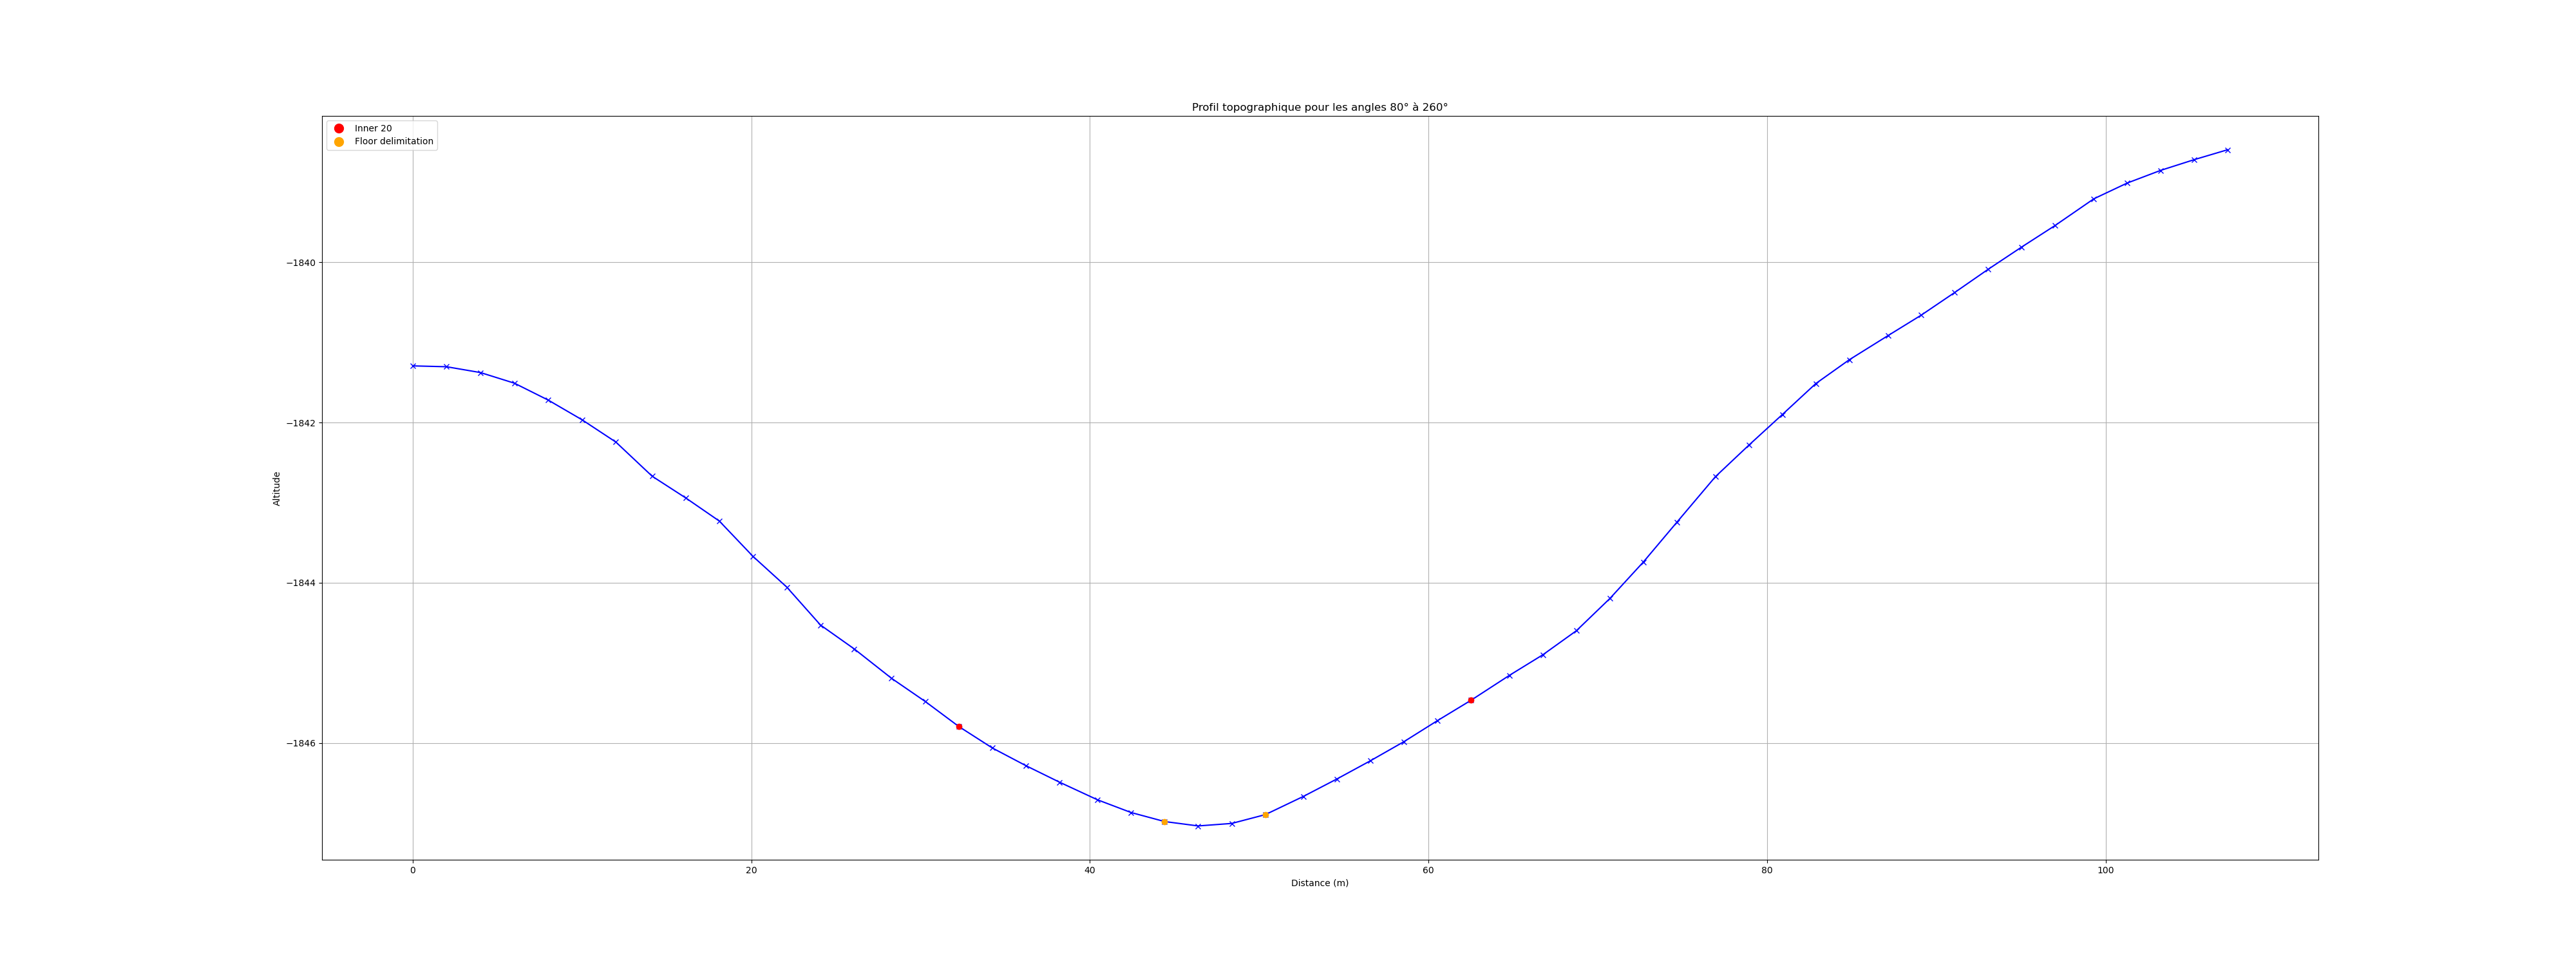 Profil topographique pour les angles 80° à 260°
Inner 20
Floor delimitation
−1840
−1842
−1844
−1846
Altitude
0
20
40
60
80
100
Distance (m)